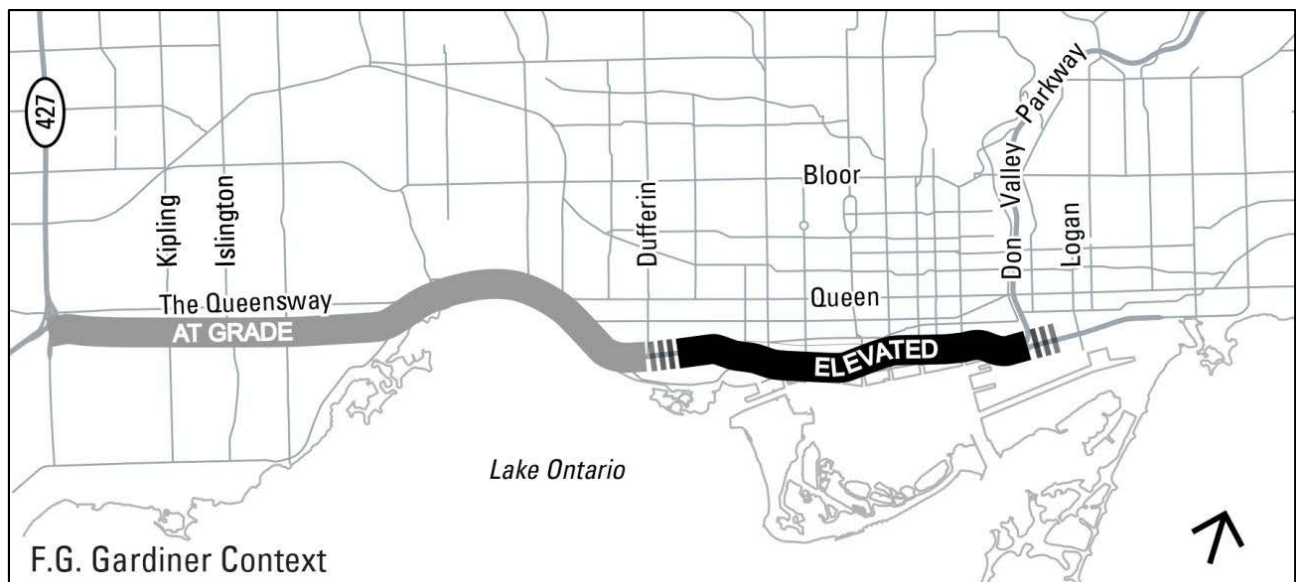 427
Kipling
Islington
The Queensway
AT GRADE
Dufferin
Bloor
Queen
ELEVATED
Don Valley Parkway
Logan
Lake Ontario
F.G. Gardiner Context